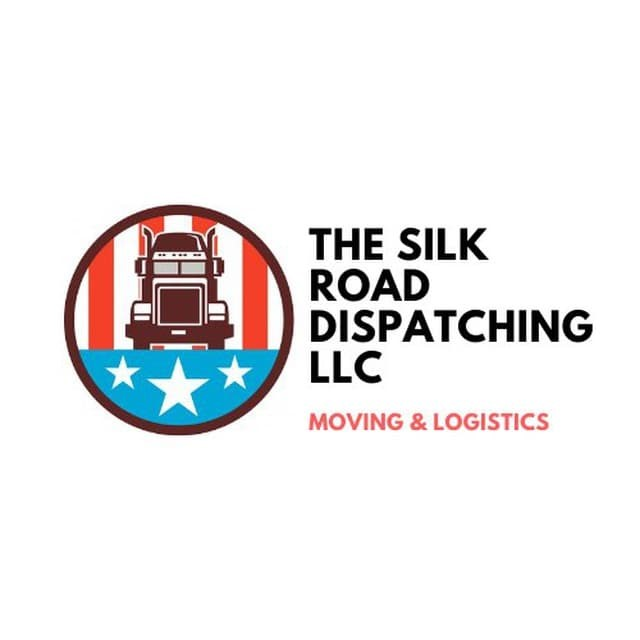 THE SILK
ROAD
DISPATCHING
LLC
MOVING & LOGISTICS